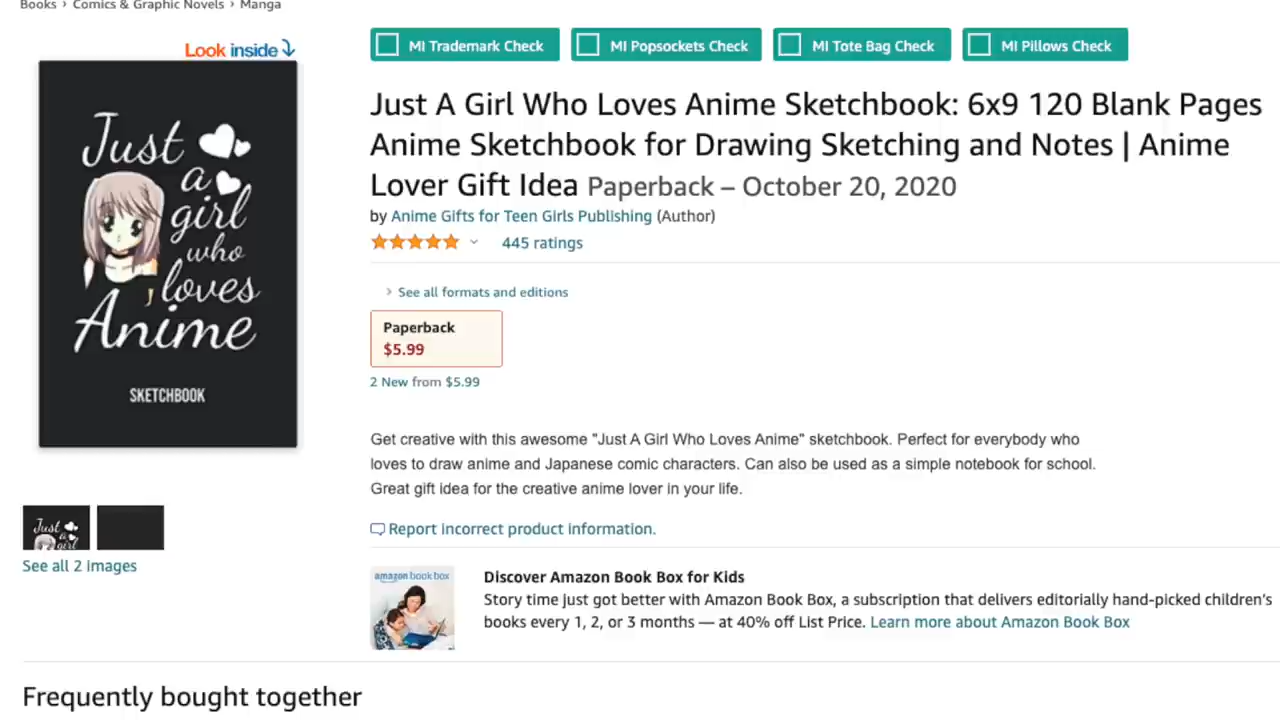 Books › Comics & Graphic Novels › Manga
Look inside
MI Trademark Check
MI Popsockets Check
MI Tote Bag Check
MI Pillows Check
Just
a
girl
who
loves
Anime
SKETCHBOOK
Just A Girl Who Loves Anime Sketchbook: 6x9 120 Blank Pages
Anime Sketchbook for Drawing Sketching and Notes | Anime
Lover Gift Idea Paperback – October 20, 2020
by Anime Gifts for Teen Girls Publishing (Author)
445 ratings
› See all formats and editions
Paperback
$5.99
2 New from $5.99
Get creative with this awesome "Just A Girl Who Loves Anime" sketchbook. Perfect for everybody who
loves to draw anime and Japanese comic characters. Can also be used as a simple notebook for school.
Great gift idea for the creative anime lover in your life.
Just
a
girl
See all 2 images
Report incorrect product information.
amazon book box
Discover Amazon Book Box for Kids
Story time just got better with Amazon Book Box, a subscription that delivers editorially hand-picked children's
books every 1, 2, or 3 months — at 40% off List Price. Learn more about Amazon Book Box
Frequently bought together